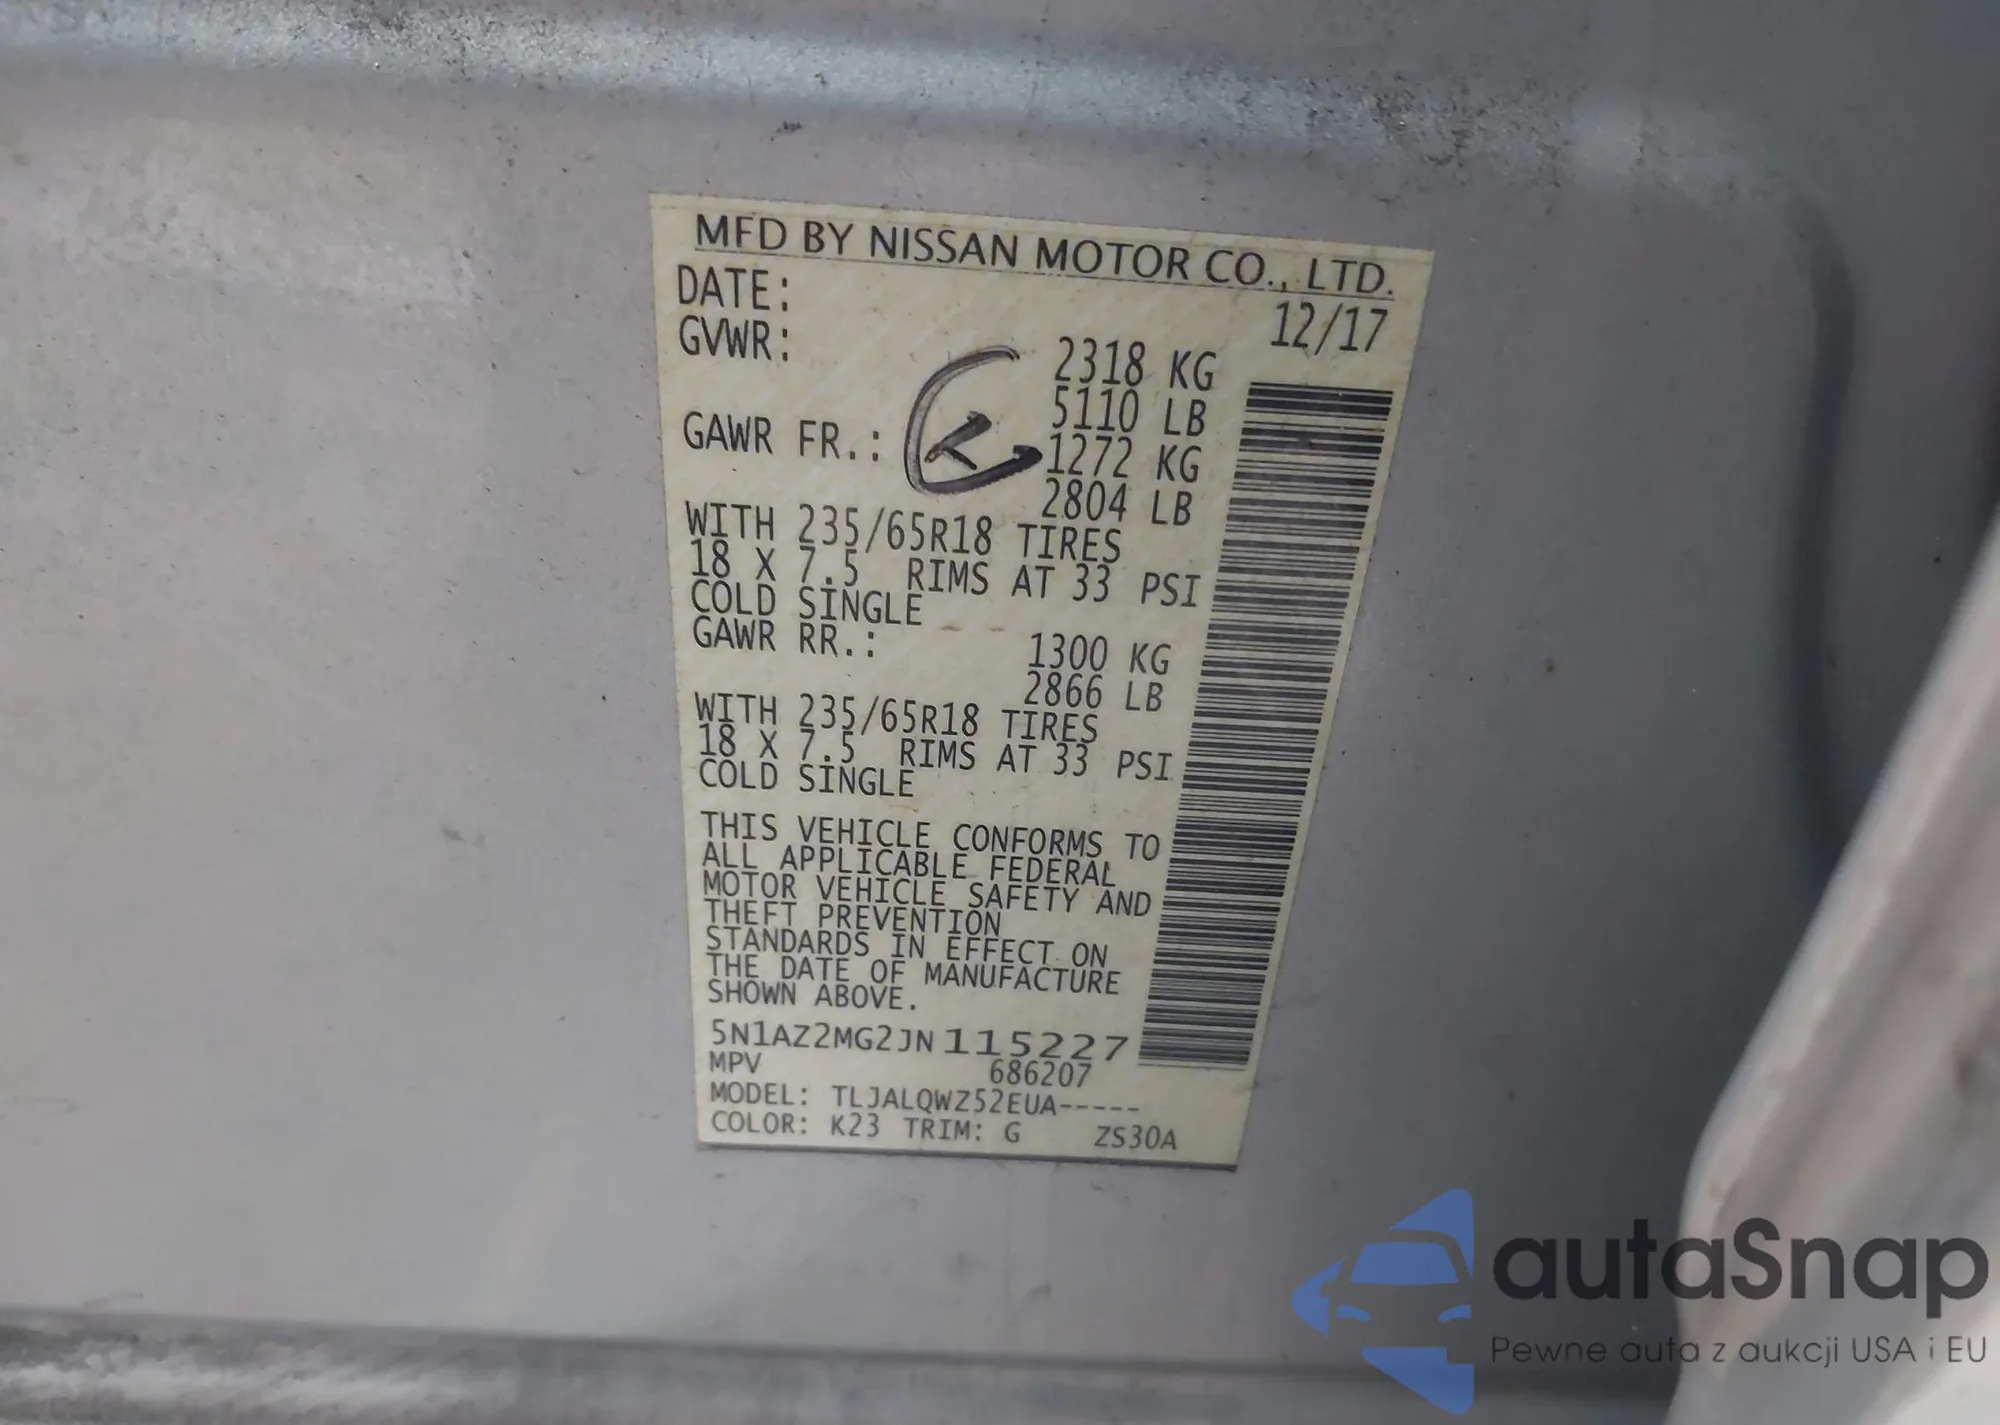 MFD BY NISSAN MOTOR CO., LTD.
DATE: 12/17
GVWR: 2318 KG
5110 LB
GAWR FR.: 1272 KG
2804 LB
WITH 235/65R18 TIRES
18 X 7.5 RIMS AT 33 PSI
COLD SINGLE
GAWR RR.: 1300 KG
2866 LB
WITH 235/65R18 TIRES
18 X 7.5 RIMS AT 33 PSI
COLD SINGLE
THIS VEHICLE CONFORMS TO
ALL APPLICABLE FEDERAL
MOTOR VEHICLE SAFETY AND
THEFT PREVENTION
STANDARDS IN EFFECT ON
THE DATE OF MANUFACTURE
SHOWN ABOVE.
5N1AZ2MG2JN115227
MPV 686207
MODEL: TLJALQWZ52EUA-----
COLOR: K23 TRIM: G ZS30A
autaSnap
Pewne auta z aukcji USA i EU